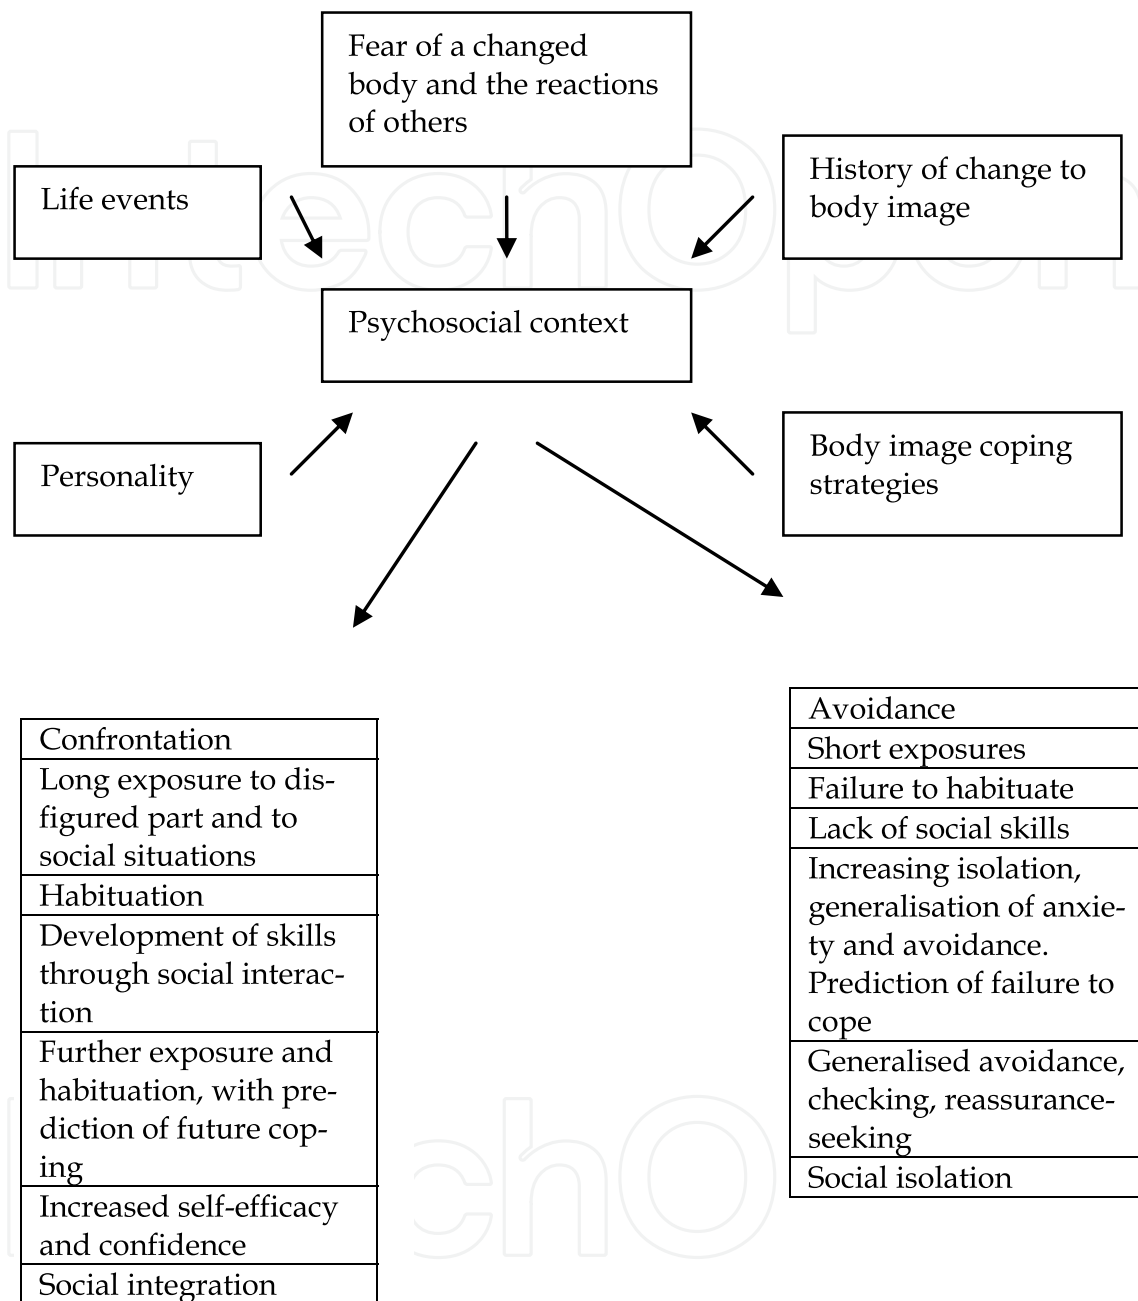 Fear of a changed
body and the reactions
of others
Life events
History of change to
body image
Psychosocial context
Personality
Body image coping
strategies
Confrontation
Long exposure to dis-
figured part and to
social situations
Habituation
Development of skills
through social interac-
tion
Further exposure and
habituation, with pre-
diction of future cop-
ing
Increased self-efficacy
and confidence
Social integration
Avoidance
Short exposures
Failure to habituate
Lack of social skills
Increasing isolation,
generalisation of anxie-
ty and avoidance.
Prediction of failure to
cope
Generalised avoidance,
checking, reassurance-
seeking
Social isolation
IntechOpen